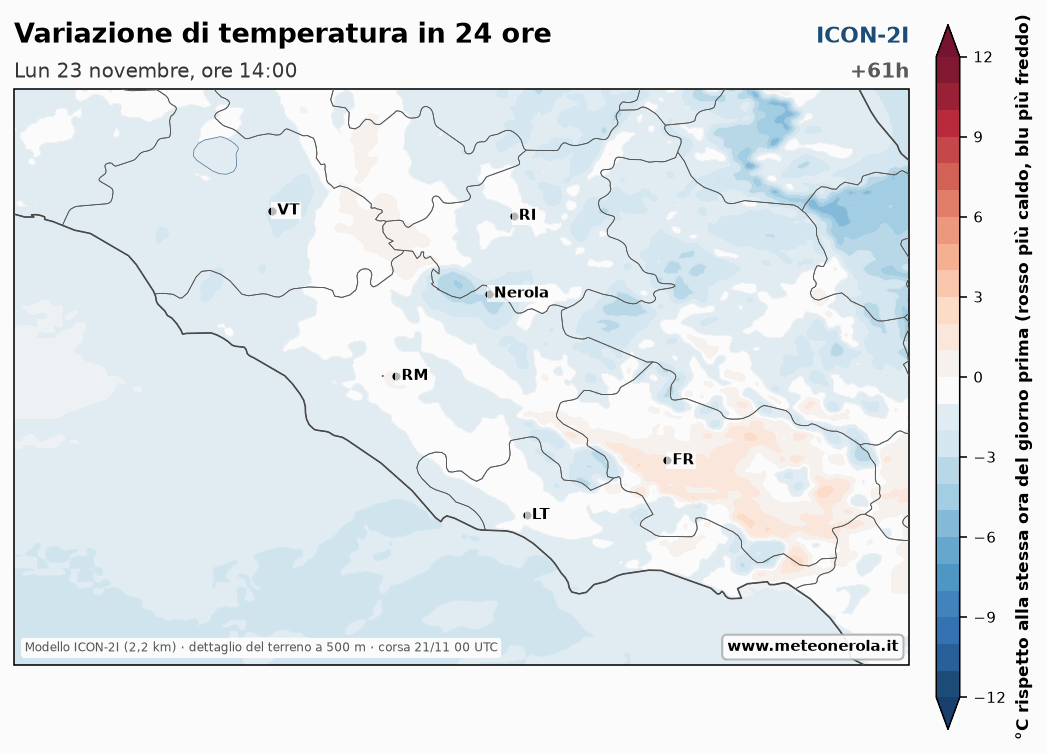 Variazione di temperatura in 24 ore
ICON-2I
Lun 23 novembre, ore 14:00
+61h
VT
RI
Nerola
RM
FR
LT
Modello ICON-2I (2,2 km) · dettaglio del terreno a 500 m · corsa 21/11 00 UTC
www.meteonerola.it
12
9
6
3
0
−3
−6
−9
−12
°C rispetto alla stessa ora del giorno prima (rosso più caldo, blu più freddo)